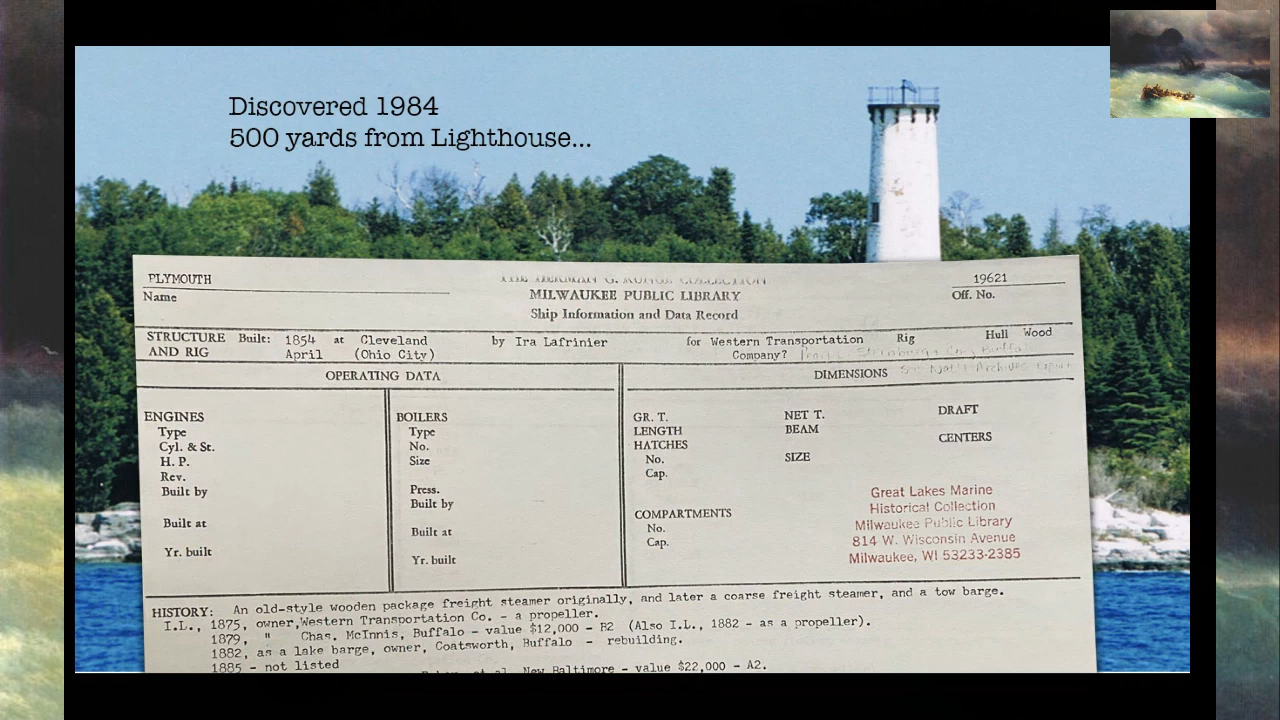 Discovered 1984
500 yards from Lighthouse...
PLYMOUTH
Name
THE HERMAN G. RUNGE COLLECTION
MILWAUKEE PUBLIC LIBRARY
Ship Information and Data Record
19621
Off. No.
STRUCTURE AND RIG
Built: 1854 at Cleveland by Ira Lafrinier for Western Transportation Rig Hull Wood
April (Ohio City) Company?
OPERATING DATA
DIMENSIONS
ENGINES
Type
Cyl. & St.
H. P.
Rev.
Built by
Built at
Yr. built
BOILERS
Type
No.
Size
Press.
Built by
Built at
Yr. built
GR. T. NET T. DRAFT
LENGTH BEAM
HATCHES CENTERS
No. SIZE
Cap.
COMPARTMENTS
No.
Cap.
Great Lakes Marine
Historical Collection
Milwaukee Public Library
814 W. Wisconsin Avenue
Milwaukee, WI 53233-2385
HISTORY: An old-style wooden package freight steamer originally, and later a coarse freight steamer, and a tow barge.
I.L., 1875, owner,Western Transportation Co. - a propeller.
1879, " Chas. McInnis, Buffalo - value $12,000 - B2 (Also I.L., 1882 - as a propeller).
1882, as a lake barge, owner, Coatsworth, Buffalo - rebuilding.
1885 - not listed
et al, New Baltimore - value $22,000 - A2.